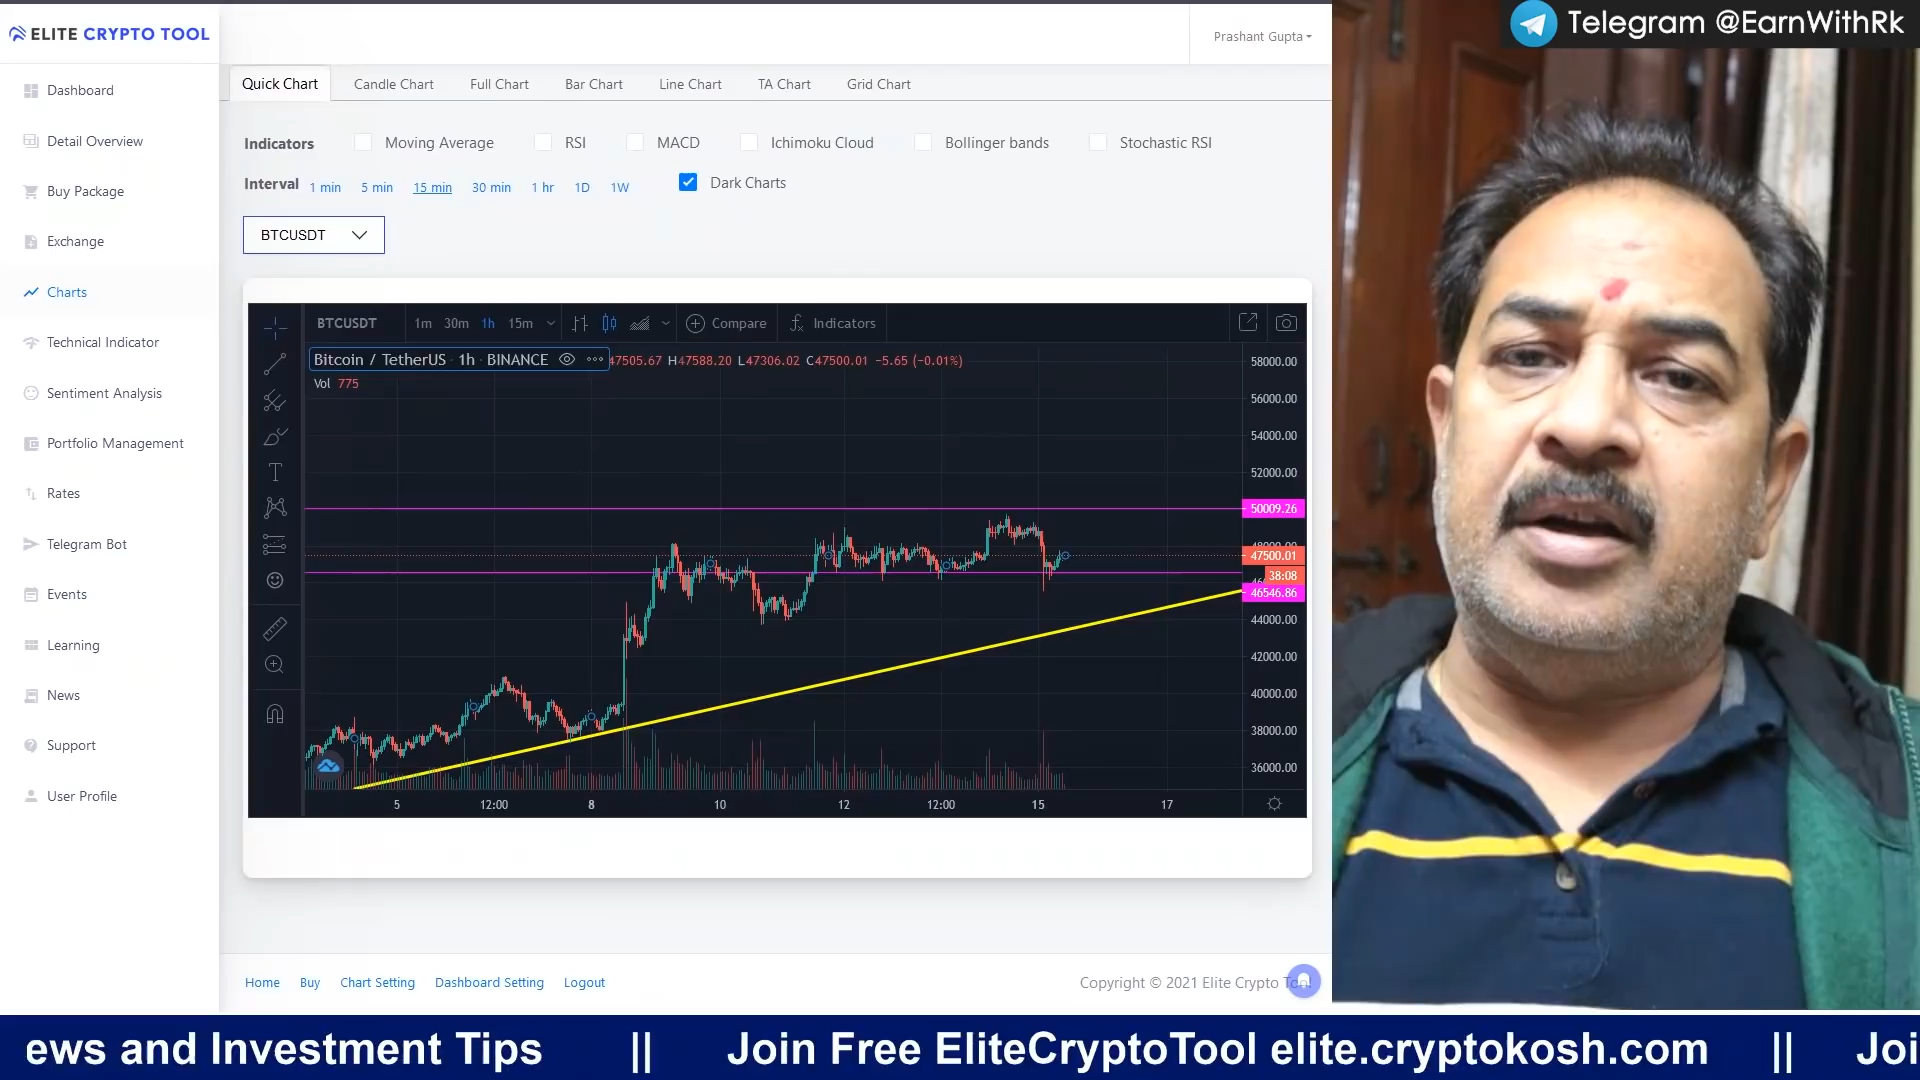 Telegram @EarnWithRk
ELITE CRYPTO TOOL
Prashant Gupta
Dashboard
Detail Overview
Buy Package
Exchange
Charts
Technical Indicator
Sentiment Analysis
Portfolio Management
Rates
Telegram Bot
Events
Learning
News
Support
User Profile
Quick Chart Candle Chart Full Chart Bar Chart Line Chart TA Chart Grid Chart
Indicators Moving Average RSI MACD Ichimoku Cloud Bollinger bands Stochastic RSI
Interval 1 min 5 min 15 min 30 min 1 hr 1D 1W Dark Charts
BTCUSDT
BTCUSDT 1m 30m 1h 15m Compare Indicators
Bitcoin / TetherUS · 1h · BINANCE 47505.67 H47588.20 L47306.02 C47500.01 −5.65 (−0.01%)
Vol 775
58000.00
56000.00
54000.00
52000.00
50009.26
48000.00
47500.01
38:08
46546.86
44000.00
42000.00
40000.00
38000.00
36000.00
5 12:00 8 10 12 12:00 15 17
Home Buy Chart Setting Dashboard Setting Logout
Copyright © 2021 Elite Crypto
ews and Investment Tips || Join Free EliteCryptoTool elite.cryptokosh.com || Joi